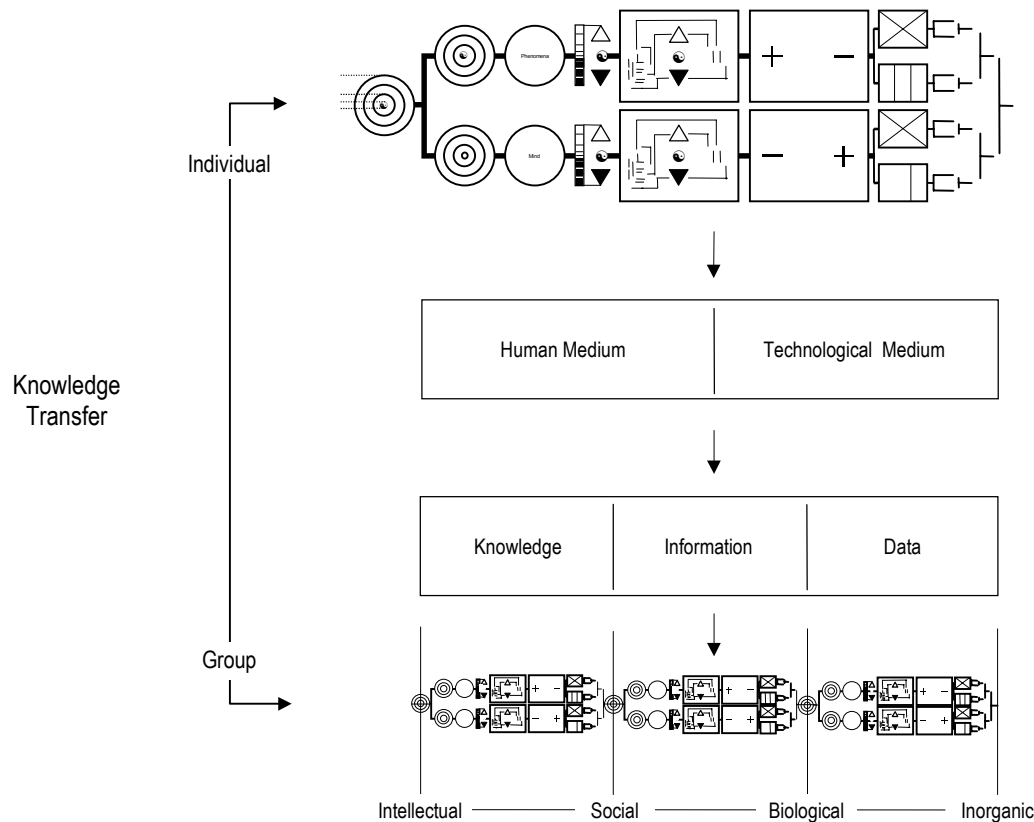 Phenomena
+ −
Individual
Mind
− +
Human Medium
Technological Medium
Knowledge
Transfer
Knowledge
Information
Data
Group
+ −
− +
+ −
− +
+ −
− +
Intellectual
Social
Biological
Inorganic